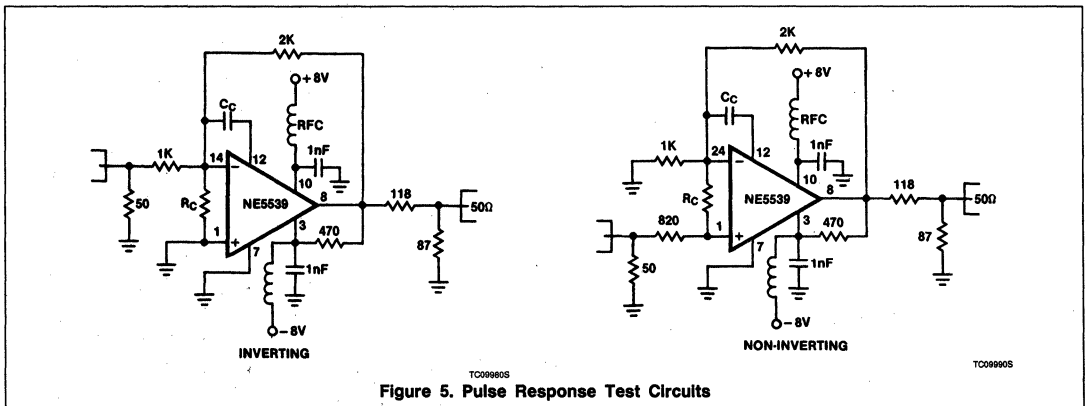 2K
+8V
CC
RFC
1nF
1K
14
12
10
8
118
50Ω
50
RC
NE5539
3
470
87
1
7
1nF
-8V
INVERTING
TC09980S
2K
+8V
CC
RFC
1nF
1K
24
12
10
8
118
50Ω
RC
NE5539
3
470
87
820
1
7
50
1nF
-8V
NON-INVERTING
TC09990S
Figure 5. Pulse Response Test Circuits